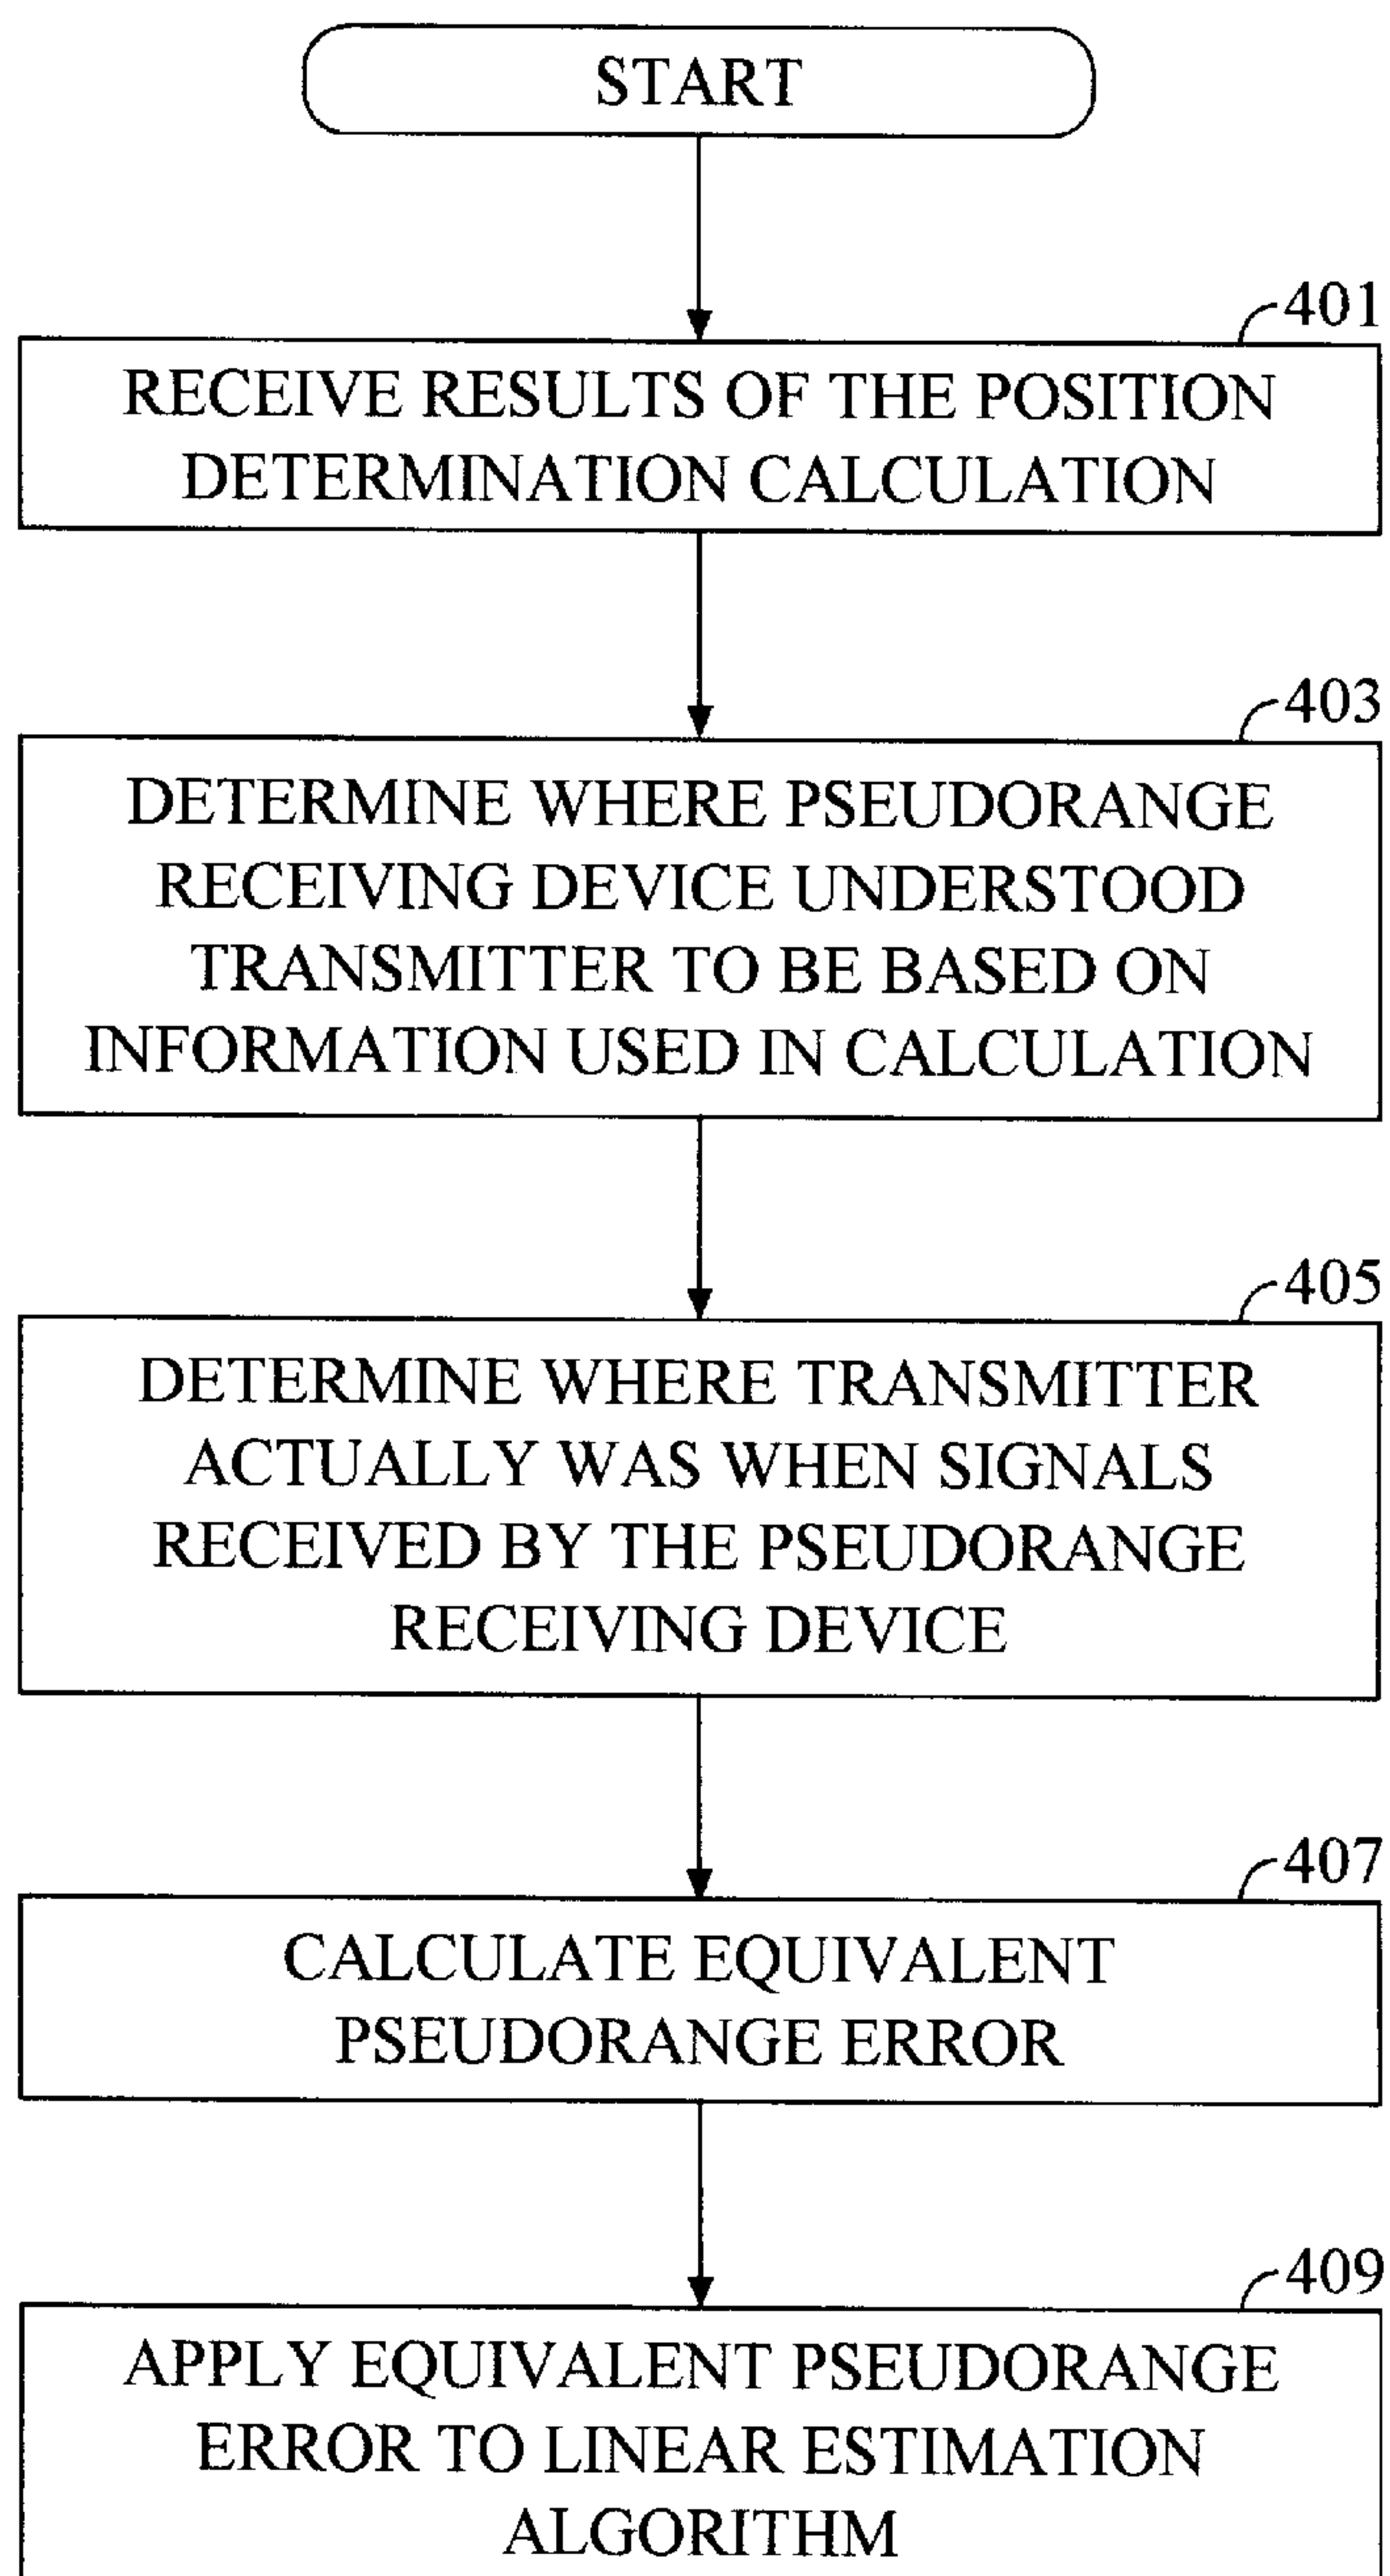 START
401
RECEIVE RESULTS OF THE POSITION
DETERMINATION CALCULATION
403
DETERMINE WHERE PSEUDORANGE
RECEIVING DEVICE UNDERSTOOD
TRANSMITTER TO BE BASED ON
INFORMATION USED IN CALCULATION
405
DETERMINE WHERE TRANSMITTER
ACTUALLY WAS WHEN SIGNALS
RECEIVED BY THE PSEUDORANGE
RECEIVING DEVICE
407
CALCULATE EQUIVALENT
PSEUDORANGE ERROR
409
APPLY EQUIVALENT PSEUDORANGE
ERROR TO LINEAR ESTIMATION
ALGORITHM